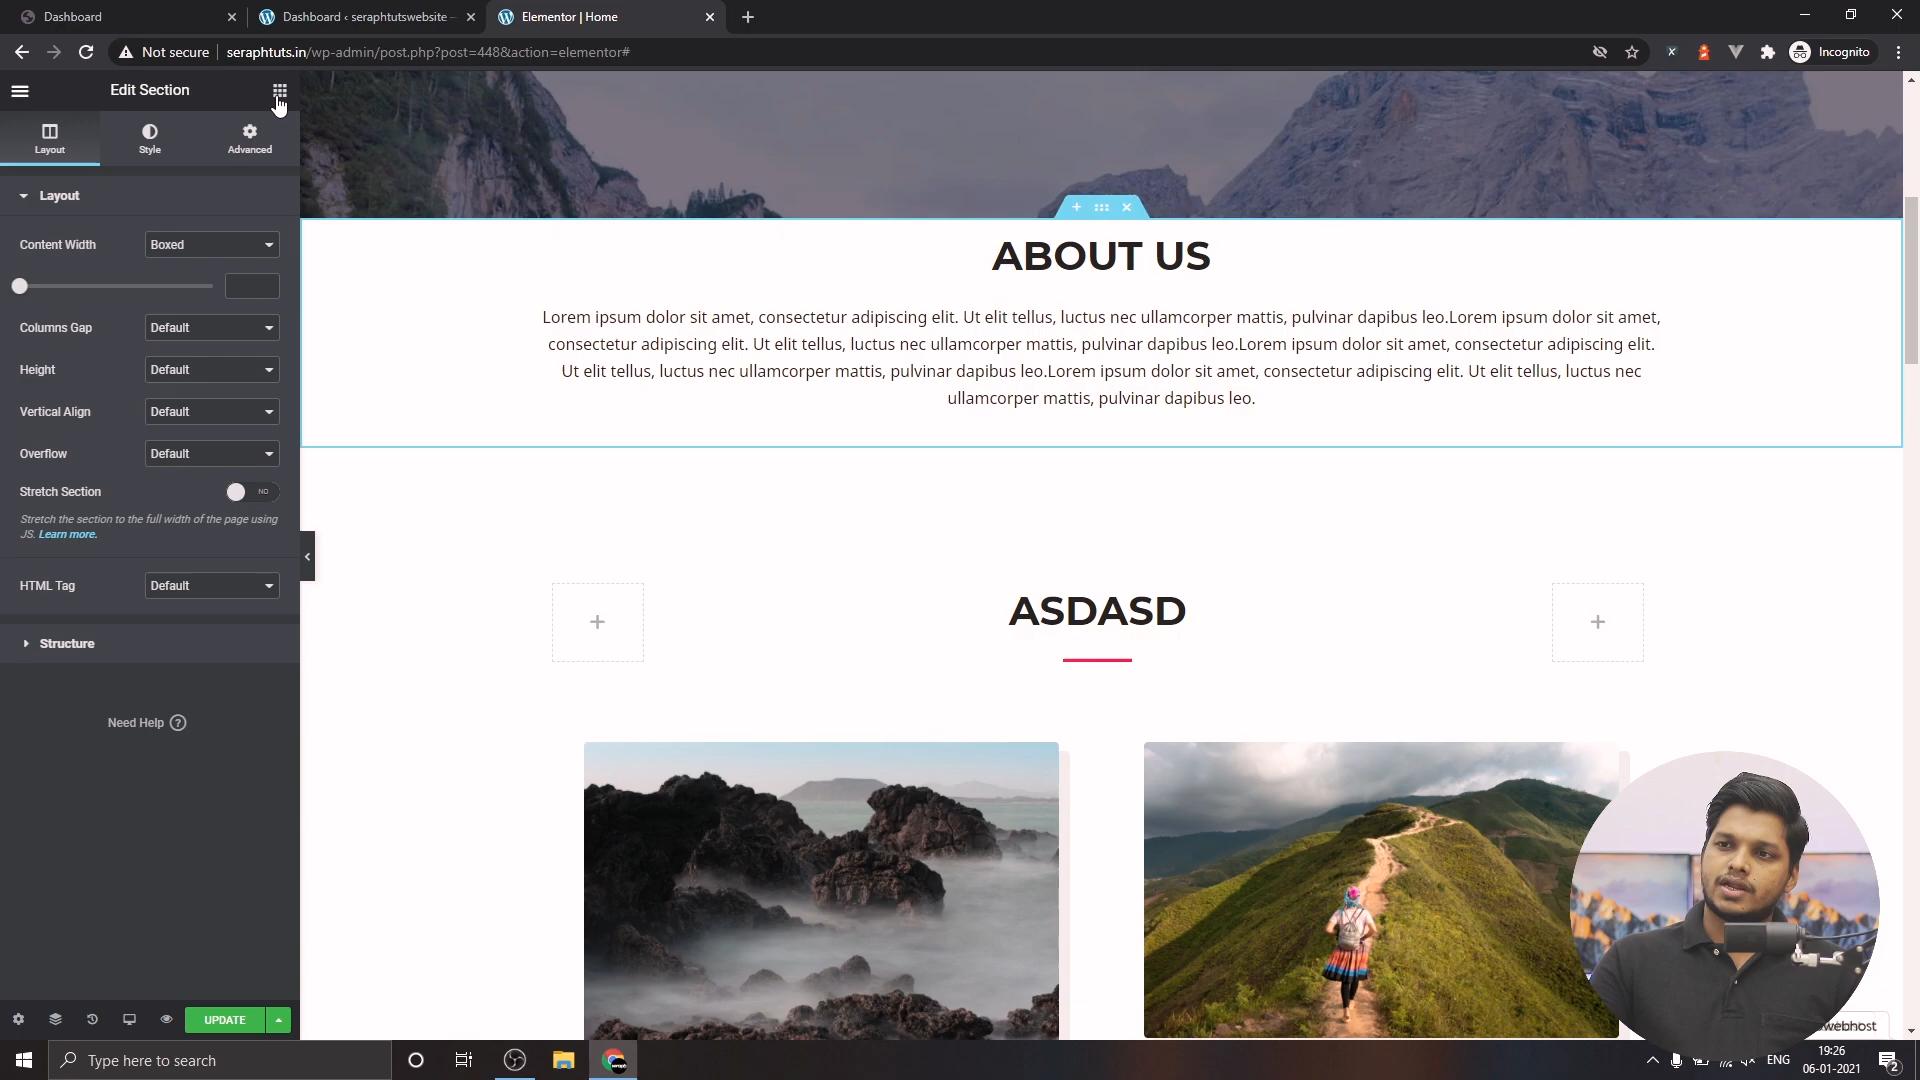 Dashboard
Dashboard ‹ seraphtutswebsite —
Elementor | Home
Not secure
seraphtuts.in/wp-admin/post.php?post=448&action=elementor#
Incognito
Edit Section
Layout
Style
Advanced
Layout
Content Width
Boxed
Columns Gap
Default
Height
Default
Vertical Align
Default
Overflow
Default
Stretch Section
NO
Stretch the section to the full width of the page using
JS. Learn more.
HTML Tag
Default
Structure
Need Help
UPDATE
ABOUT US
Lorem ipsum dolor sit amet, consectetur adipiscing elit. Ut elit tellus, luctus nec ullamcorper mattis, pulvinar dapibus leo.Lorem ipsum dolor sit amet,
consectetur adipiscing elit. Ut elit tellus, luctus nec ullamcorper mattis, pulvinar dapibus leo.Lorem ipsum dolor sit amet, consectetur adipiscing elit.
Ut elit tellus, luctus nec ullamcorper mattis, pulvinar dapibus leo.Lorem ipsum dolor sit amet, consectetur adipiscing elit. Ut elit tellus, luctus nec
ullamcorper mattis, pulvinar dapibus leo.
ASDASD
webhost
Type here to search
ENG
19:26
06-01-2021
2